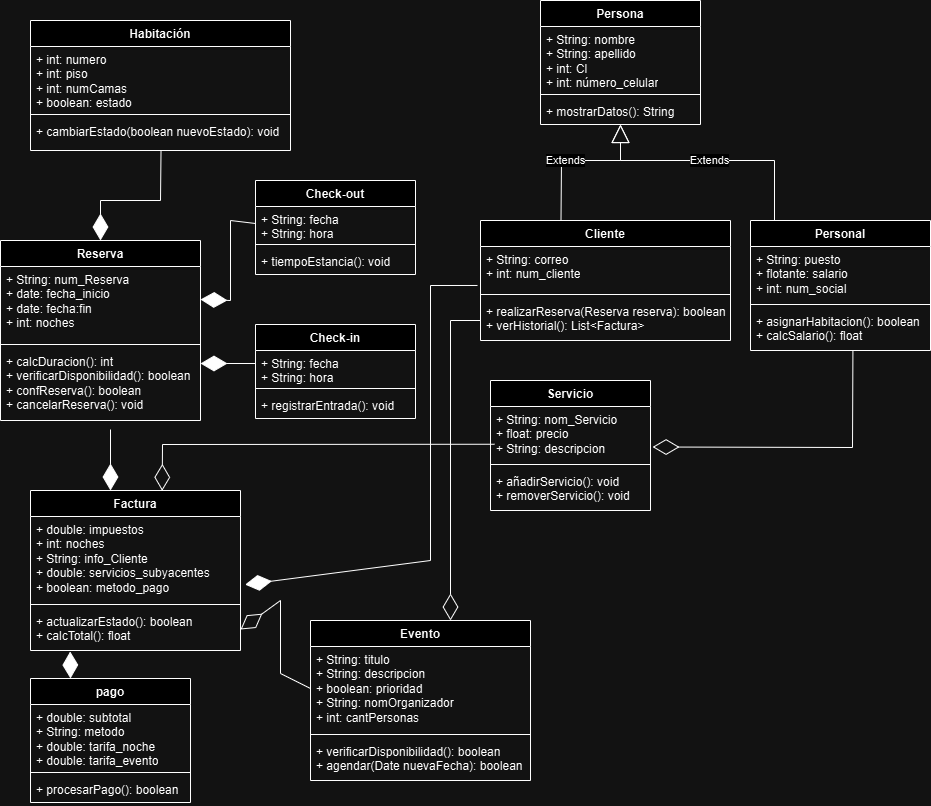 Habitación
+ int: numero
+ int: piso
+ int: numCamas
+ boolean: estado
+ cambiarEstado(boolean nuevoEstado): void
Persona
+ String: nombre
+ String: apellido
+ int: CI
+ int: número_celular
+ mostrarDatos(): String
Extends
Extends
Check-out
+ String: fecha
+ String: hora
+ tiempoEstancia(): void
Reserva
+ String: num_Reserva
+ date: fecha_inicio
+ date: fecha:fin
+ int: noches
+ calcDuracion(): int
+ verificarDisponibilidad(): boolean
+ confReserva(): boolean
+ cancelarReserva(): void
Cliente
+ String: correo
+ int: num_cliente
+ realizarReserva(Reserva reserva): boolean
+ verHistorial(): List<Factura>
Personal
+ String: puesto
+ flotante: salario
+ int: num_social
+ asignarHabitacion(): boolean
+ calcSalario(): float
Check-in
+ String: fecha
+ String: hora
+ registrarEntrada(): void
Servicio
+ String: nom_Servicio
+ float: precio
+ String: descripcion
+ añadirServicio(): void
+ removerServicio(): void
Factura
+ double: impuestos
+ int: noches
+ String: info_Cliente
+ double: servicios_subyacentes
+ boolean: metodo_pago
+ actualizarEstado(): boolean
+ calcTotal(): float
Evento
+ String: titulo
+ String: descripcion
+ boolean: prioridad
+ String: nomOrganizador
+ int: cantPersonas
+ verificarDisponibilidad(): boolean
+ agendar(Date nuevaFecha): boolean
pago
+ double: subtotal
+ String: metodo
+ double: tarifa_noche
+ double: tarifa_evento
+ procesarPago(): boolean